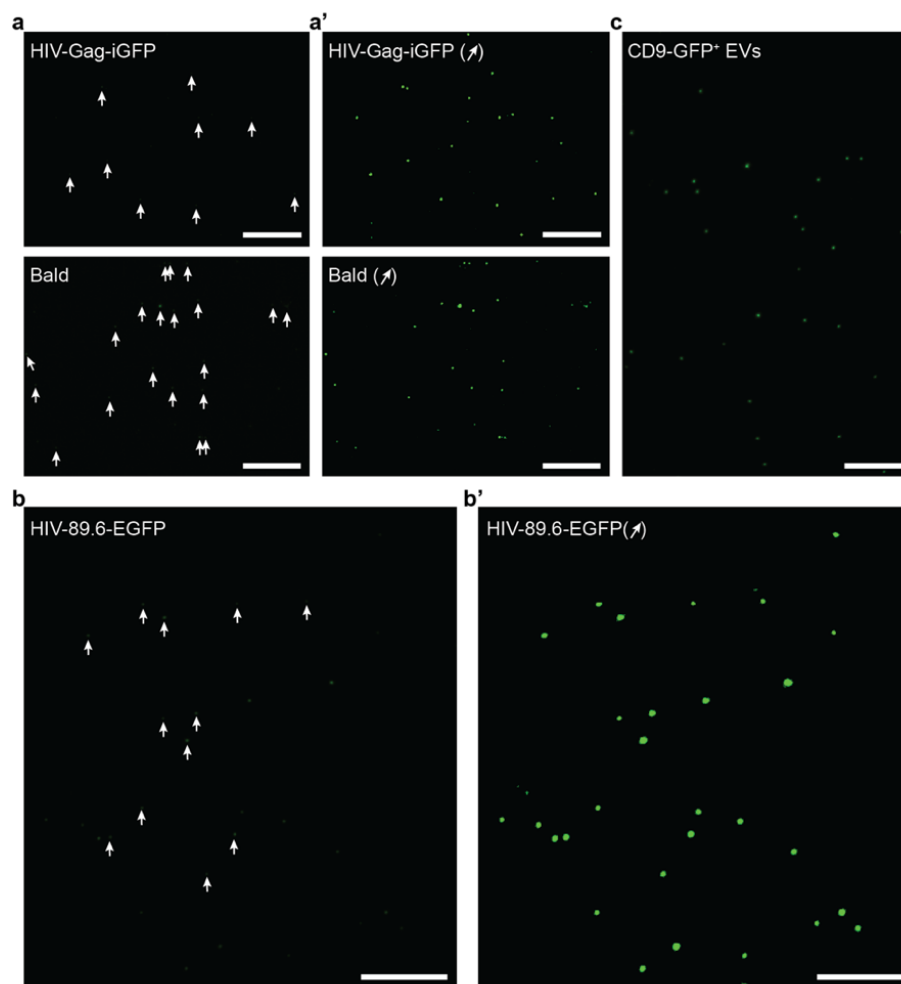 a
HIV-Gag-iGFP
a'
HIV-Gag-iGFP (↗)
c
CD9-GFP⁺ EVs
Bald
Bald (↗)
b
HIV-89.6-EGFP
b'
HIV-89.6-EGFP(↗)